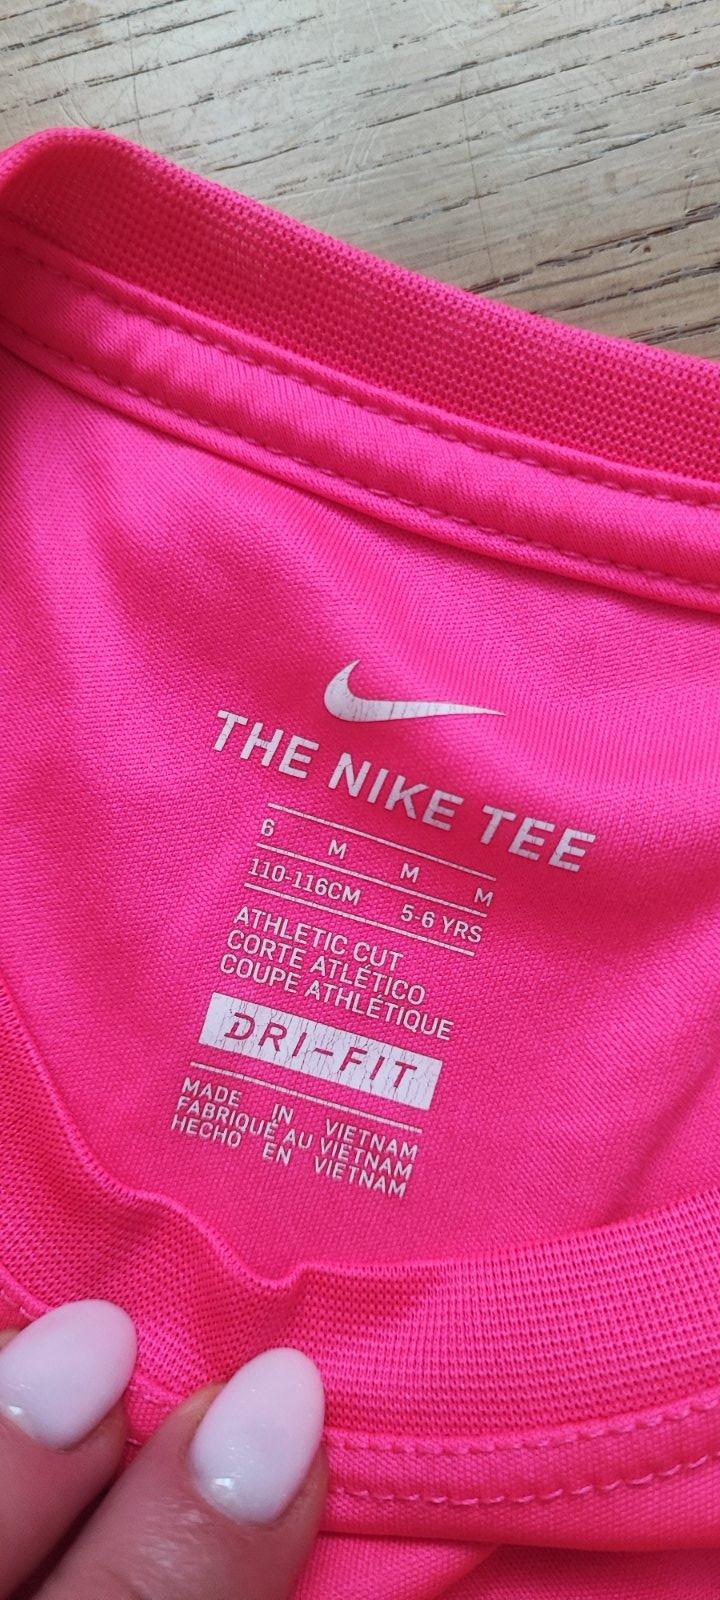 THE NIKE TEE
6 M M M
110-116CM 5-6 YRS
ATHLETIC CUT
CORTE ATLÉTICO
COUPE ATHLÉTIQUE
DRI-FIT
MADE IN VIETNAM
FABRIQUÉ AU VIETNAM
HECHO EN VIETNAM